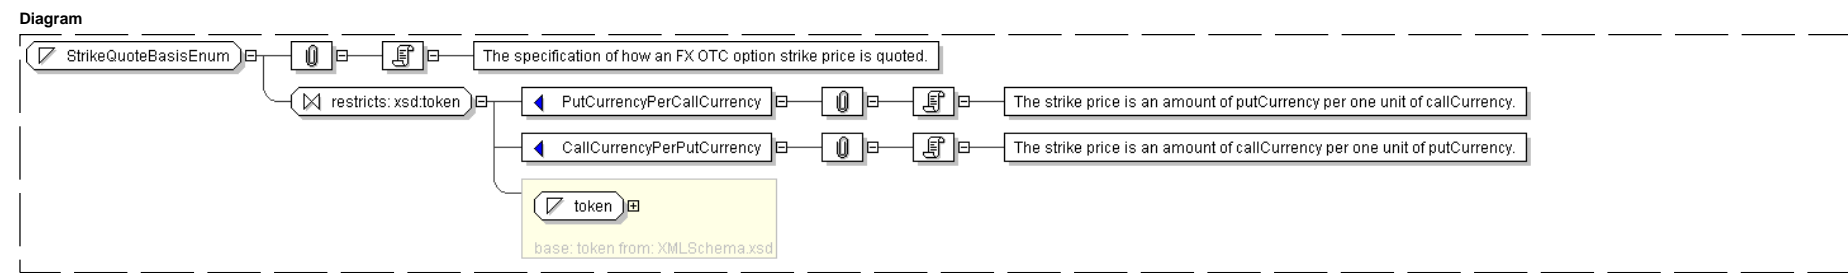 Diagram
StrikeQuoteBasisEnum
The specification of how an FX OTC option strike price is quoted.
restricts: xsd:token
PutCurrencyPerCallCurrency
The strike price is an amount of putCurrency per one unit of callCurrency.
CallCurrencyPerPutCurrency
The strike price is an amount of callCurrency per one unit of putCurrency.
token
base: token from: XMLSchema.xsd